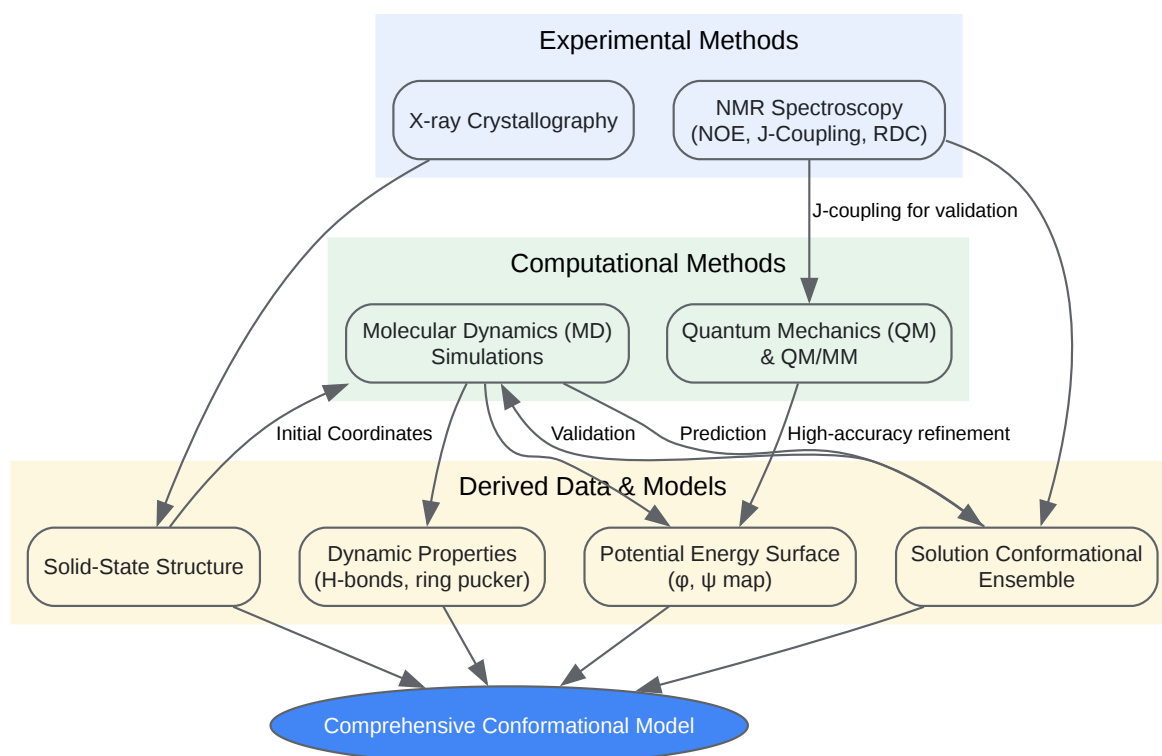 Experimental Methods
X-ray Crystallography
NMR Spectroscopy
(NOE, J-Coupling, RDC)
J-coupling for validation
Computational Methods
Molecular Dynamics (MD)
Simulations
Quantum Mechanics (QM)
& QM/MM
Initial Coordinates
Validation
Prediction
High-accuracy refinement
Derived Data & Models
Solid-State Structure
Dynamic Properties
(H-bonds, ring pucker)
Potential Energy Surface
(φ, ψ map)
Solution Conformational
Ensemble
Comprehensive Conformational Model